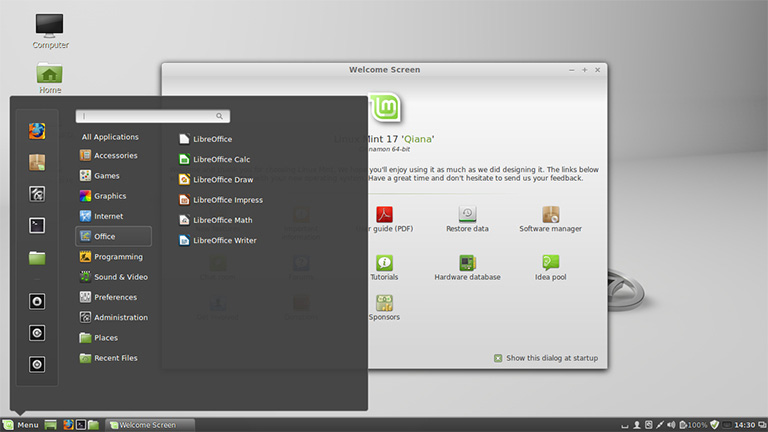 Computer
Home
Welcome Screen
Mint 17 'Qiana'
namon 64-bit
you'll enjoy using it as much as we did designing it. The links below
Have a great time and don't hesitate to send us your feedback.
guide (PDF)
Restore data
Software manager
Tutorials
Hardware database
Idea pool
Sponsors
Show this dialog at startup
All Applications
Accessories
Games
Graphics
Internet
Office
Programming
Sound & Video
Preferences
Administration
Places
Recent Files
LibreOffice
LibreOffice Calc
LibreOffice Draw
LibreOffice Impress
LibreOffice Math
LibreOffice Writer
Menu
Welcome Screen
100%
14:30